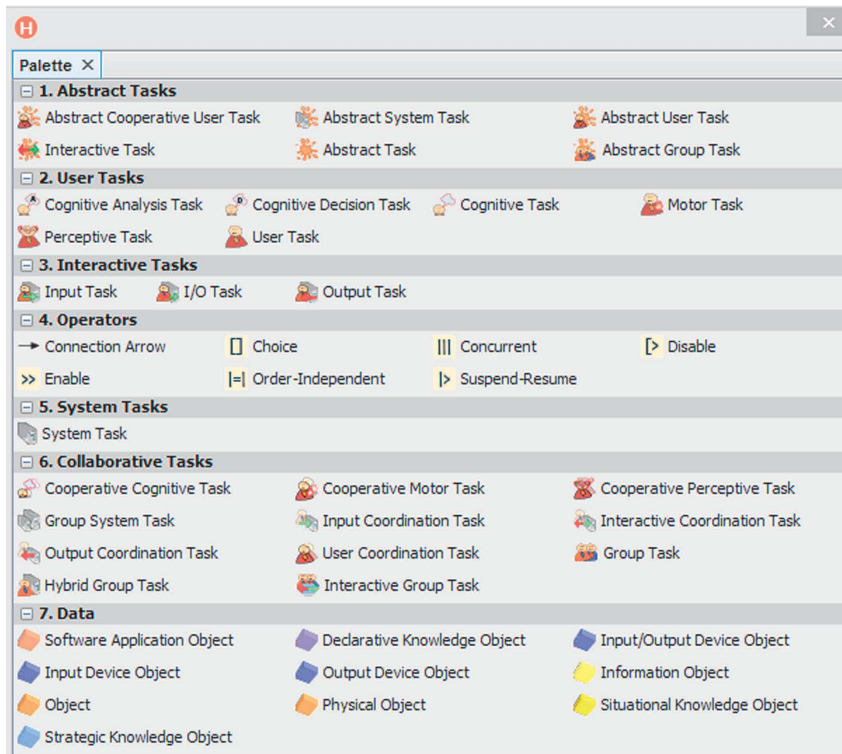 H
Palette
1. Abstract Tasks
Abstract Cooperative User Task Abstract System Task Abstract User Task
Interactive Task Abstract Task Abstract Group Task
2. User Tasks
Cognitive Analysis Task Cognitive Decision Task Cognitive Task Motor Task
Perceptive Task User Task
3. Interactive Tasks
Input Task I/O Task Output Task
4. Operators
Connection Arrow [] Choice ||| Concurrent [> Disable
>> Enable |=| Order-Independent |> Suspend-Resume
5. System Tasks
System Task
6. Collaborative Tasks
Cooperative Cognitive Task Cooperative Motor Task Cooperative Perceptive Task
Group System Task Input Coordination Task Interactive Coordination Task
Output Coordination Task User Coordination Task Group Task
Hybrid Group Task Interactive Group Task
7. Data
Software Application Object Declarative Knowledge Object Input/Output Device Object
Input Device Object Output Device Object Information Object
Object Physical Object Situational Knowledge Object
Strategic Knowledge Object